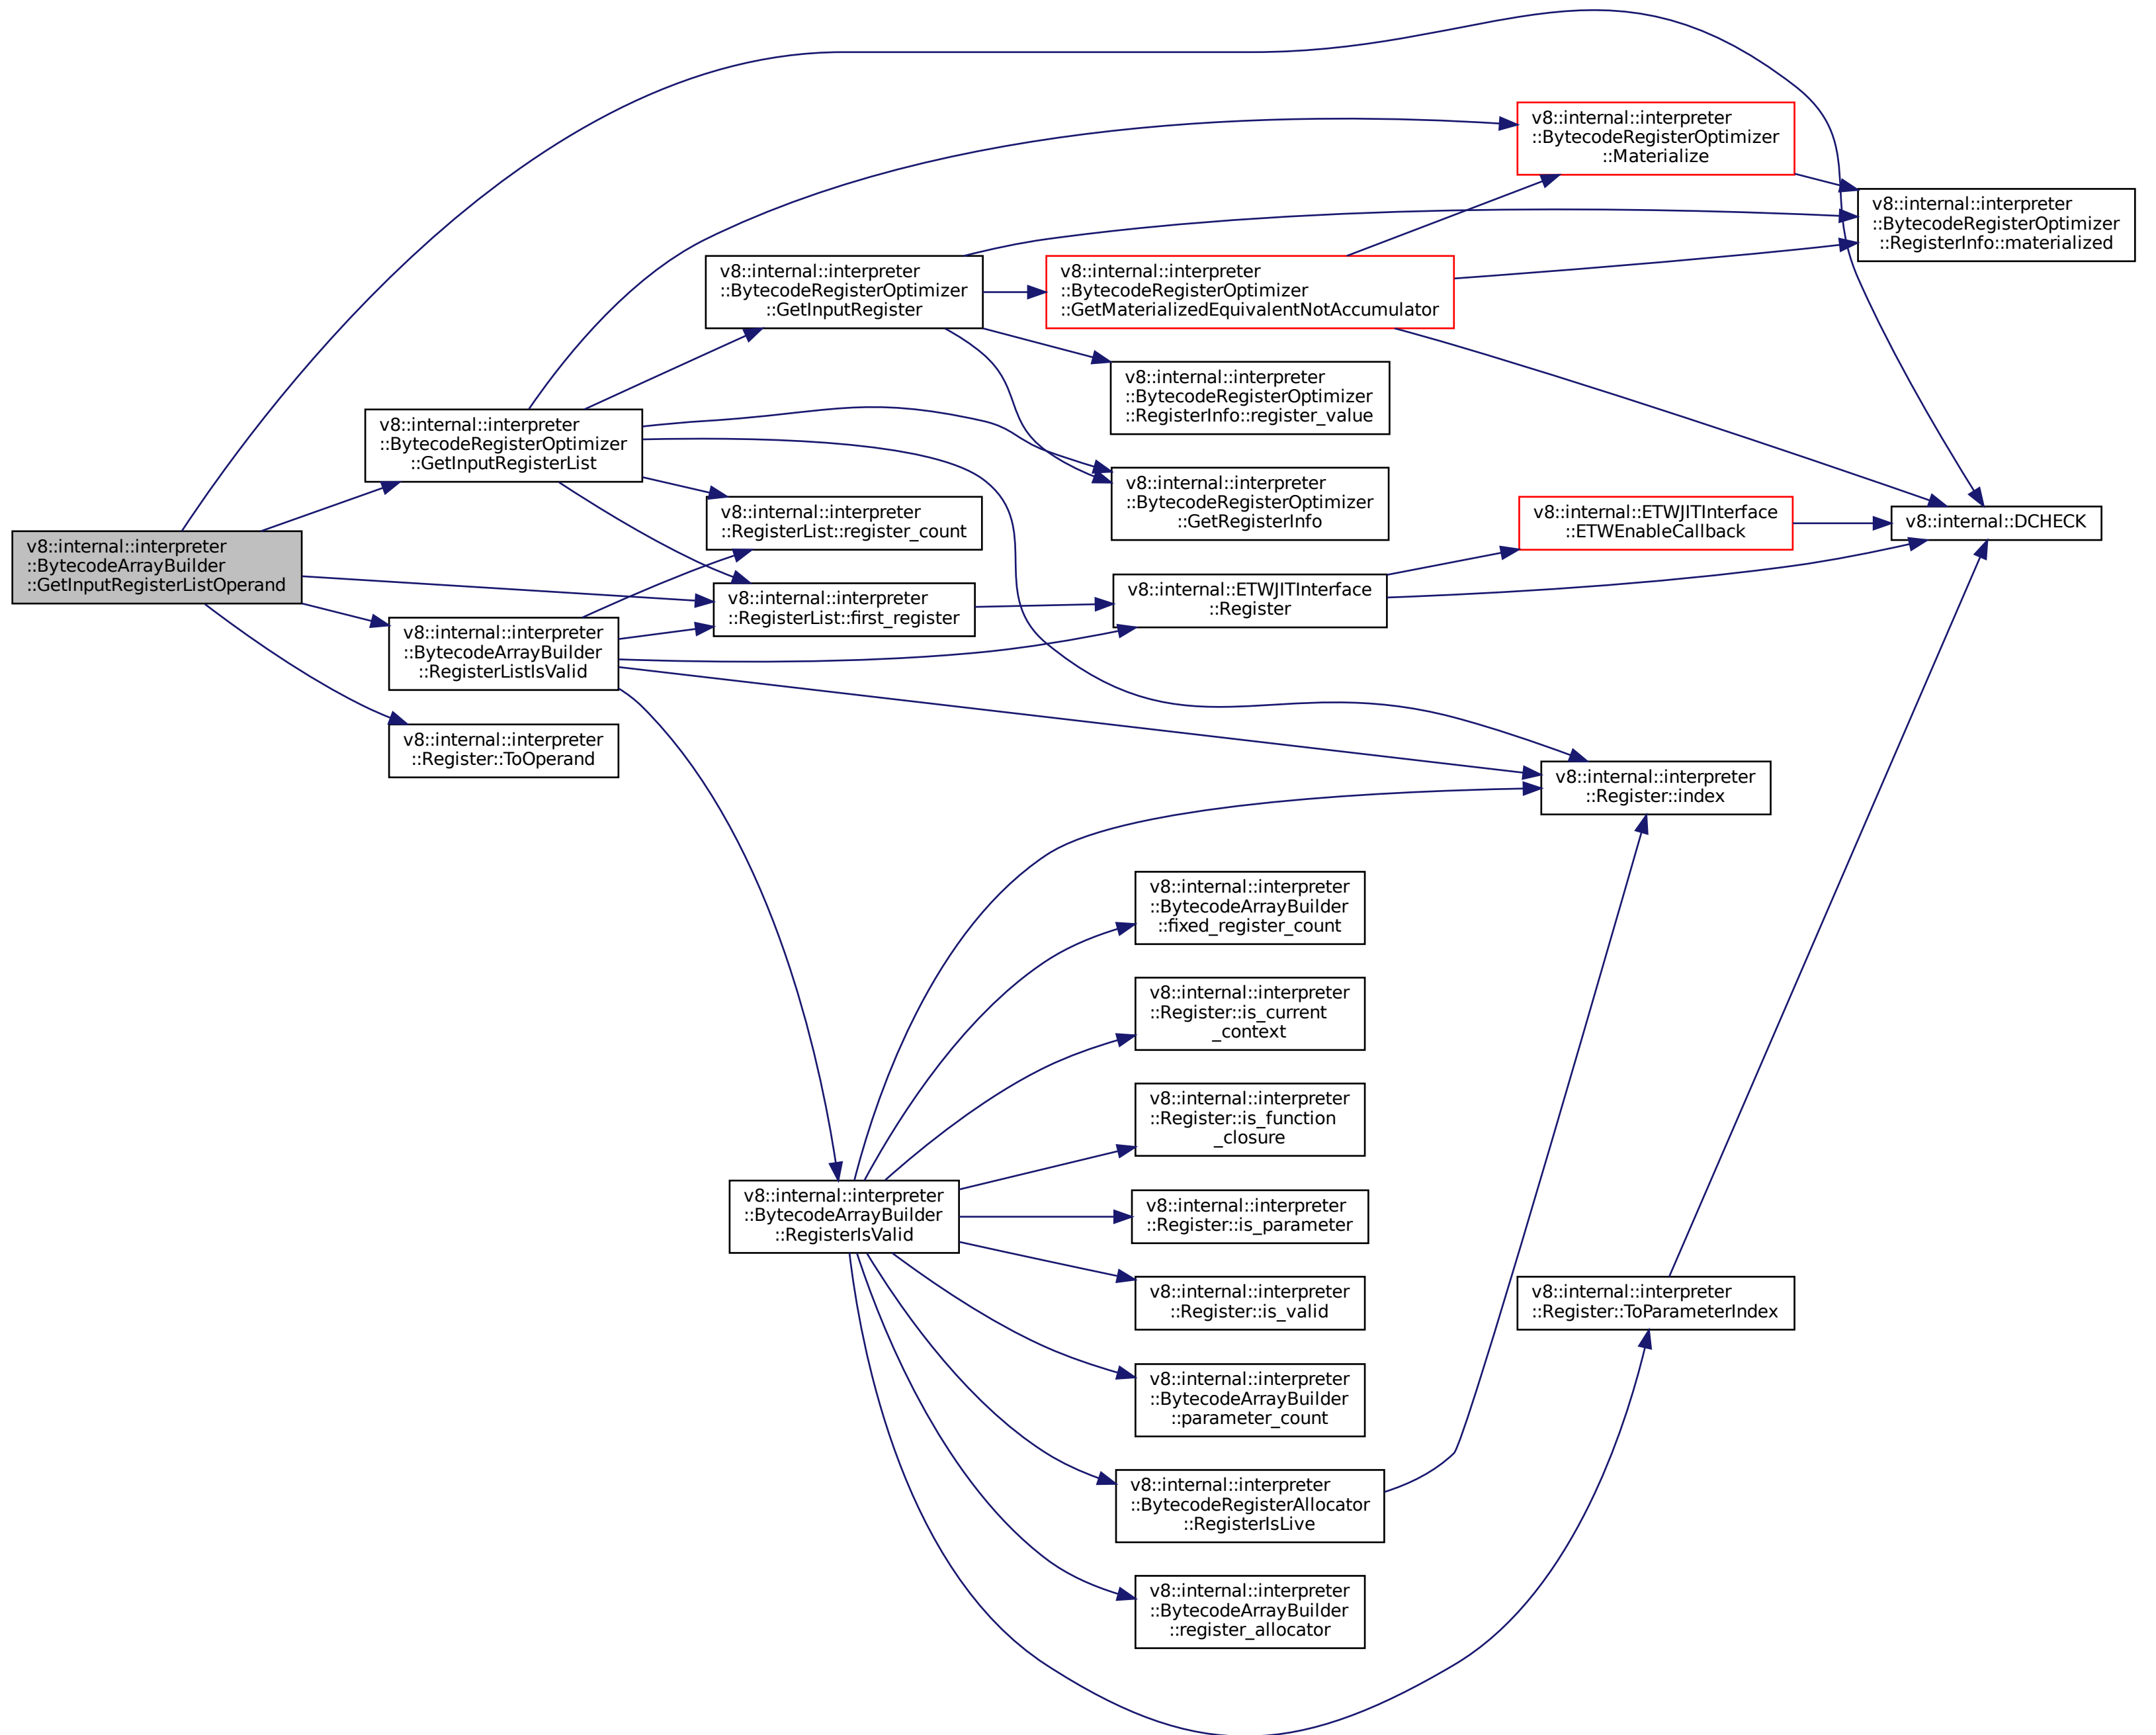 v8::internal::interpreter
::BytecodeArrayBuilder
::GetInputRegisterListOperand
v8::internal::interpreter
::BytecodeRegisterOptimizer
::GetInputRegisterList
v8::internal::interpreter
::BytecodeArrayBuilder
::RegisterListIsValid
v8::internal::interpreter
::Register::ToOperand
v8::internal::interpreter
::BytecodeRegisterOptimizer
::GetInputRegister
v8::internal::interpreter
::RegisterList::register_count
v8::internal::interpreter
::RegisterList::first_register
v8::internal::interpreter
::BytecodeArrayBuilder
::RegisterIsValid
v8::internal::interpreter
::BytecodeRegisterOptimizer
::GetMaterializedEquivalentNotAccumulator
v8::internal::interpreter
::BytecodeRegisterOptimizer
::RegisterInfo::register_value
v8::internal::interpreter
::BytecodeRegisterOptimizer
::GetRegisterInfo
v8::internal::ETWJITInterface
::Register
v8::internal::interpreter
::BytecodeArrayBuilder
::fixed_register_count
v8::internal::interpreter
::Register::is_current
_context
v8::internal::interpreter
::Register::is_function
_closure
v8::internal::interpreter
::Register::is_parameter
v8::internal::interpreter
::Register::is_valid
v8::internal::interpreter
::BytecodeArrayBuilder
::parameter_count
v8::internal::interpreter
::BytecodeRegisterAllocator
::RegisterIsLive
v8::internal::interpreter
::BytecodeArrayBuilder
::register_allocator
v8::internal::interpreter
::BytecodeRegisterOptimizer
::Materialize
v8::internal::ETWJITInterface
::ETWEnableCallback
v8::internal::interpreter
::Register::index
v8::internal::interpreter
::Register::ToParameterIndex
v8::internal::interpreter
::BytecodeRegisterOptimizer
::RegisterInfo::materialized
v8::internal::DCHECK